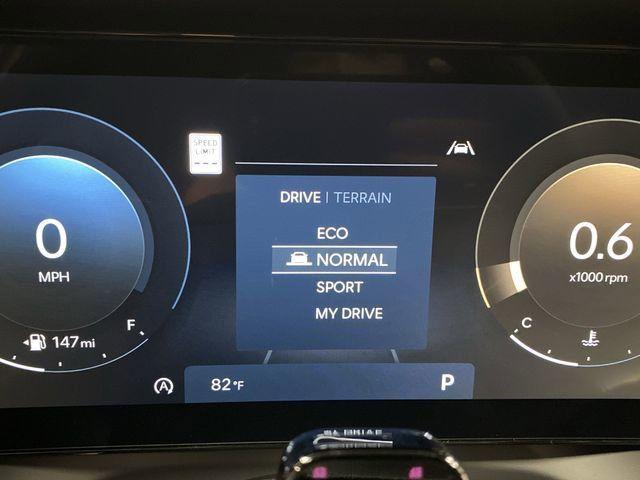 SPEED
LIMIT
---
DRIVE | TERRAIN
ECO
NORMAL
SPORT
MY DRIVE
0
MPH
0.6
x1000 rpm
F
147 mi
C
A
82°F
P